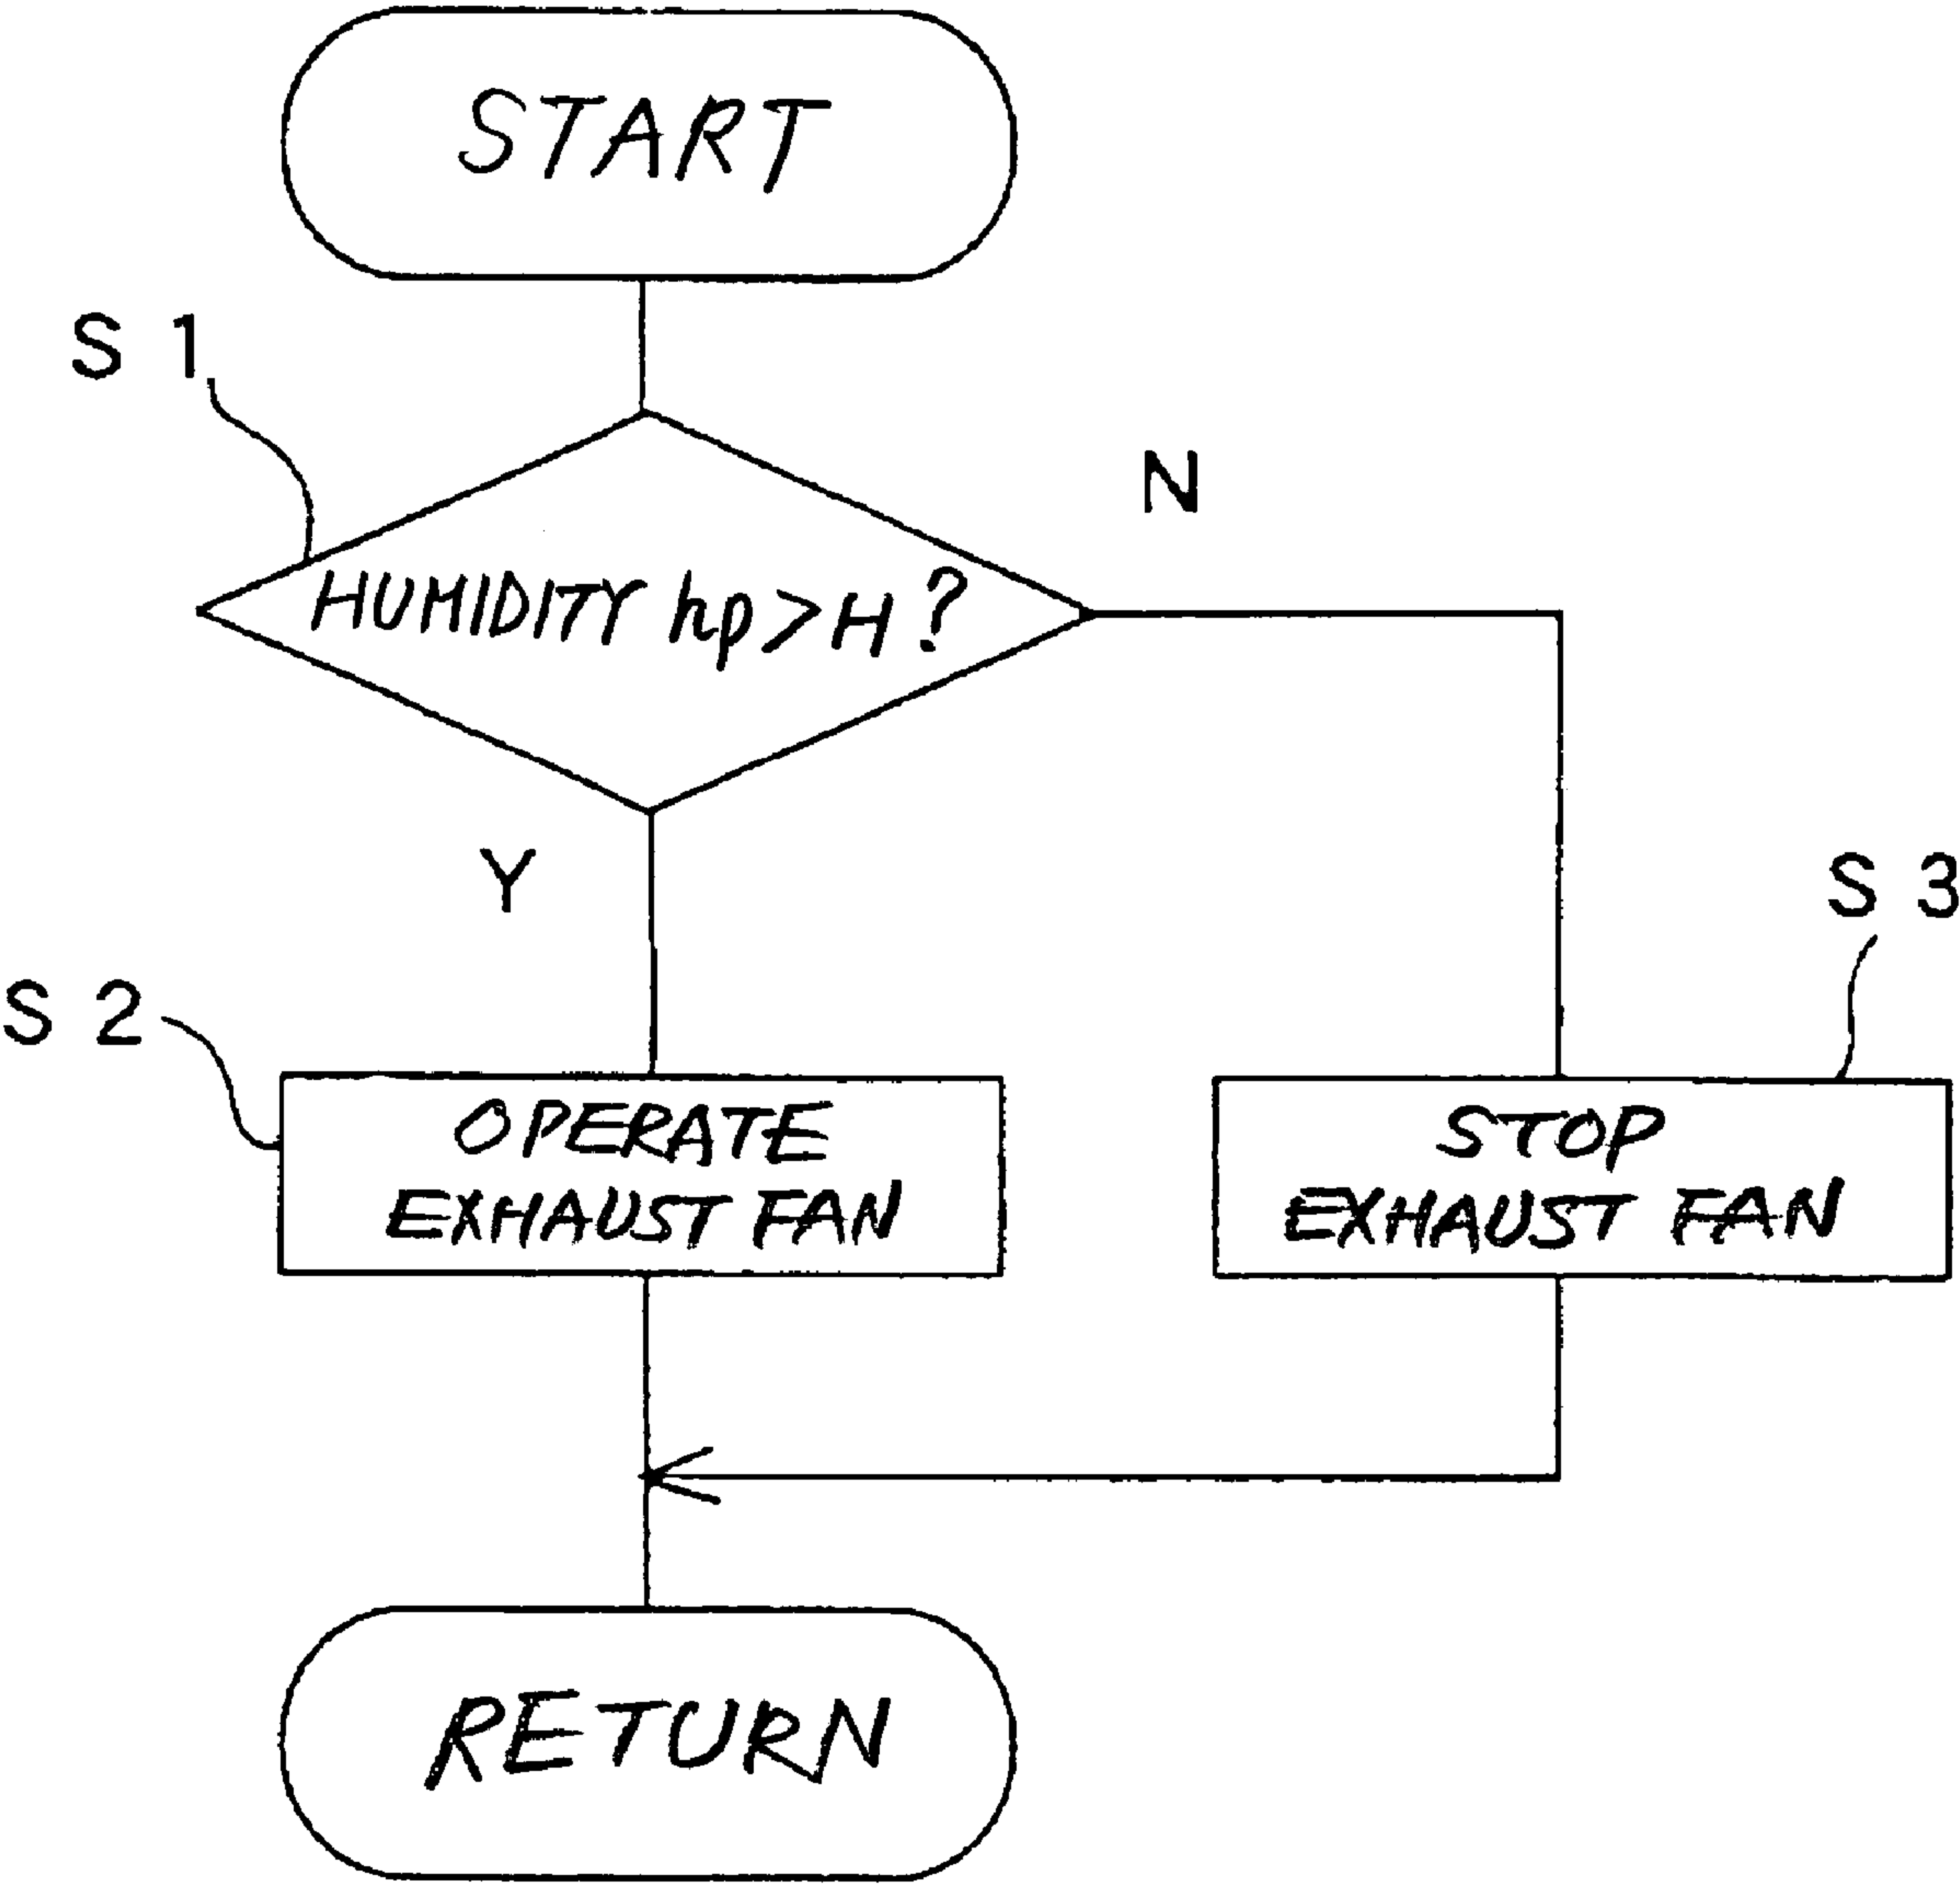 START
S 1
N
HUMIDITY hp>H?
Y
S 3
S 2
OPERATE
EXHAUST FAN
STOP
EXHAUST FAN
RETURN